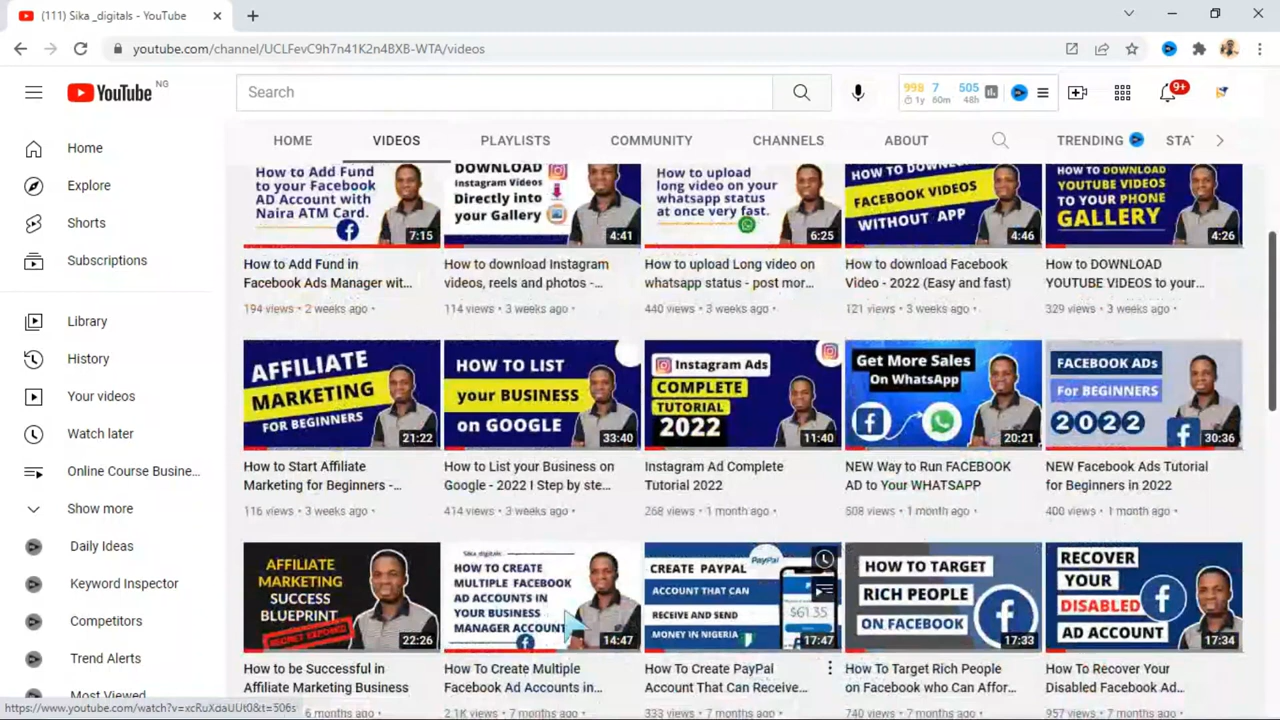 (111) Sika _digitals - YouTube
youtube.com/channel/UCLFevC9h7n41K2n4BXB-WTA/videos
YouTube NG
Search
998 7 505
1y 60m 48h
9+
HOME VIDEOS PLAYLISTS COMMUNITY CHANNELS ABOUT TRENDING STAT
Home
Explore
Shorts
Subscriptions
Library
History
Your videos
Watch later
Online Course Busine...
Show more
Daily Ideas
Keyword Inspector
Competitors
Trend Alerts
Most Viewed
How to Add Fund
to your Facebook
AD Account with
Naira ATM Card.
7:15
How to Add Fund in
Facebook Ads Manager wit...
194 views • 2 weeks ago •
DOWNLOAD
Instagram Videos
Directly into
your Gallery
4:41
How to download Instagram
videos, reels and photos -...
114 views • 3 weeks ago •
How to upload
long video on your
whatsapp status
at once very fast.
6:25
How to upload Long video on
whatsapp status - post mor...
440 views • 3 weeks ago •
HOW TO DOWNLOAD
FACEBOOK VIDEOS
WITHOUT APP
4:46
How to download Facebook
Video - 2022 (Easy and fast)
121 views • 3 weeks ago •
HOW TO DOWNLOAD
YOUTUBE VIDEOS
TO YOUR PHONE
GALLERY
4:26
How to DOWNLOAD
YOUTUBE VIDEOS to your...
329 views • 3 weeks ago •
AFFILIATE
MARKETING
FOR BEGINNERS
21:22
How to Start Affiliate
Marketing for Beginners -...
116 views • 3 weeks ago •
HOW TO LIST
your BUSINESS
on GOOGLE
33:40
How to List your Business on
Google - 2022 I Step by ste...
414 views • 3 weeks ago •
Instagram Ads
COMPLETE
TUTORIAL
2022
11:40
Instagram Ad Complete
Tutorial 2022
268 views • 1 month ago •
Get More Sales
On WhatsApp
20:21
NEW Way to Run FACEBOOK
AD to Your WHATSAPP
508 views • 1 month ago •
FACEBOOK ADs
For BEGINNERS
2022
30:36
NEW Facebook Ads Tutorial
for Beginners in 2022
400 views • 1 month ago •
AFFILIATE
MARKETING
SUCCESS
BLUEPRINT
SECRET EXPOSED
22:26
How to be Successful in
Affiliate Marketing Business
6 months ago •
Sika_digitals
HOW TO CREATE
MULTIPLE FACEBOOK
AD ACCOUNTS IN
YOUR BUSINESS
MANAGER ACCOUNT
14:47
How To Create Multiple
Facebook Ad Accounts in...
2.1K views • 7 months ago •
PayPal
CREATE PAYPAL
ACCOUNT THAT CAN
RECEIVE AND SEND
MONEY IN NIGERIA
$61.35
17:47
How To Create PayPal
Account That Can Receive...
333 views • 7 months ago •
HOW TO TARGET
RICH PEOPLE
ON FACEBOOK
17:33
How To Target Rich People
on Facebook who Can Affor...
740 views • 7 months ago •
RECOVER
YOUR
DISABLED
AD ACCOUNT
17:34
How To Recover Your
Disabled Facebook Ad...
957 views • 7 months ago •
https://www.youtube.com/watch?v=xcRuXdaUUt0&t=506s